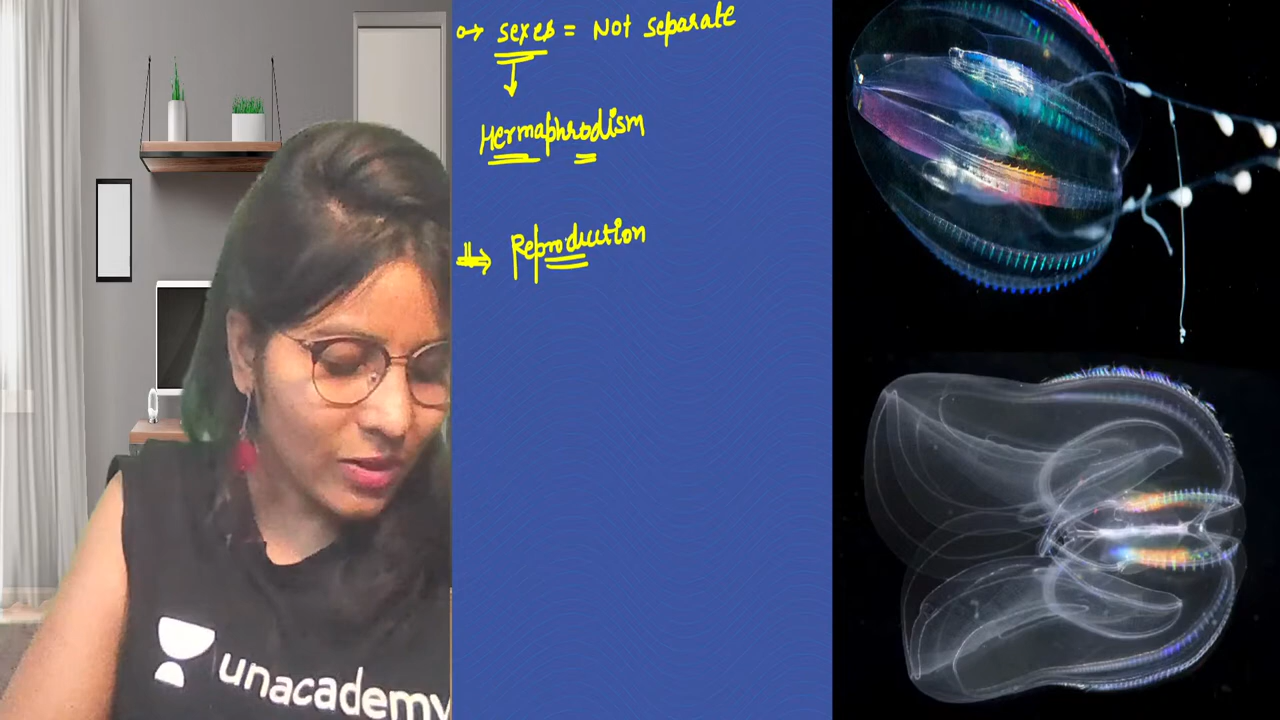 sexes = Not separate
Hermaphrodism
Reproduction
unacademy